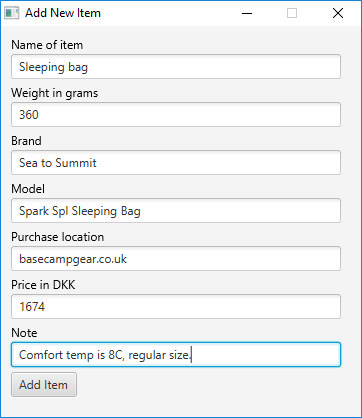 Add New Item
Name of item
Sleeping bag
Weight in grams
360
Brand
Sea to Summit
Model
Spark SpI Sleeping Bag
Purchase location
basecampgear.co.uk
Price in DKK
1674
Note
Comfort temp is 8C, regular size.
Add Item